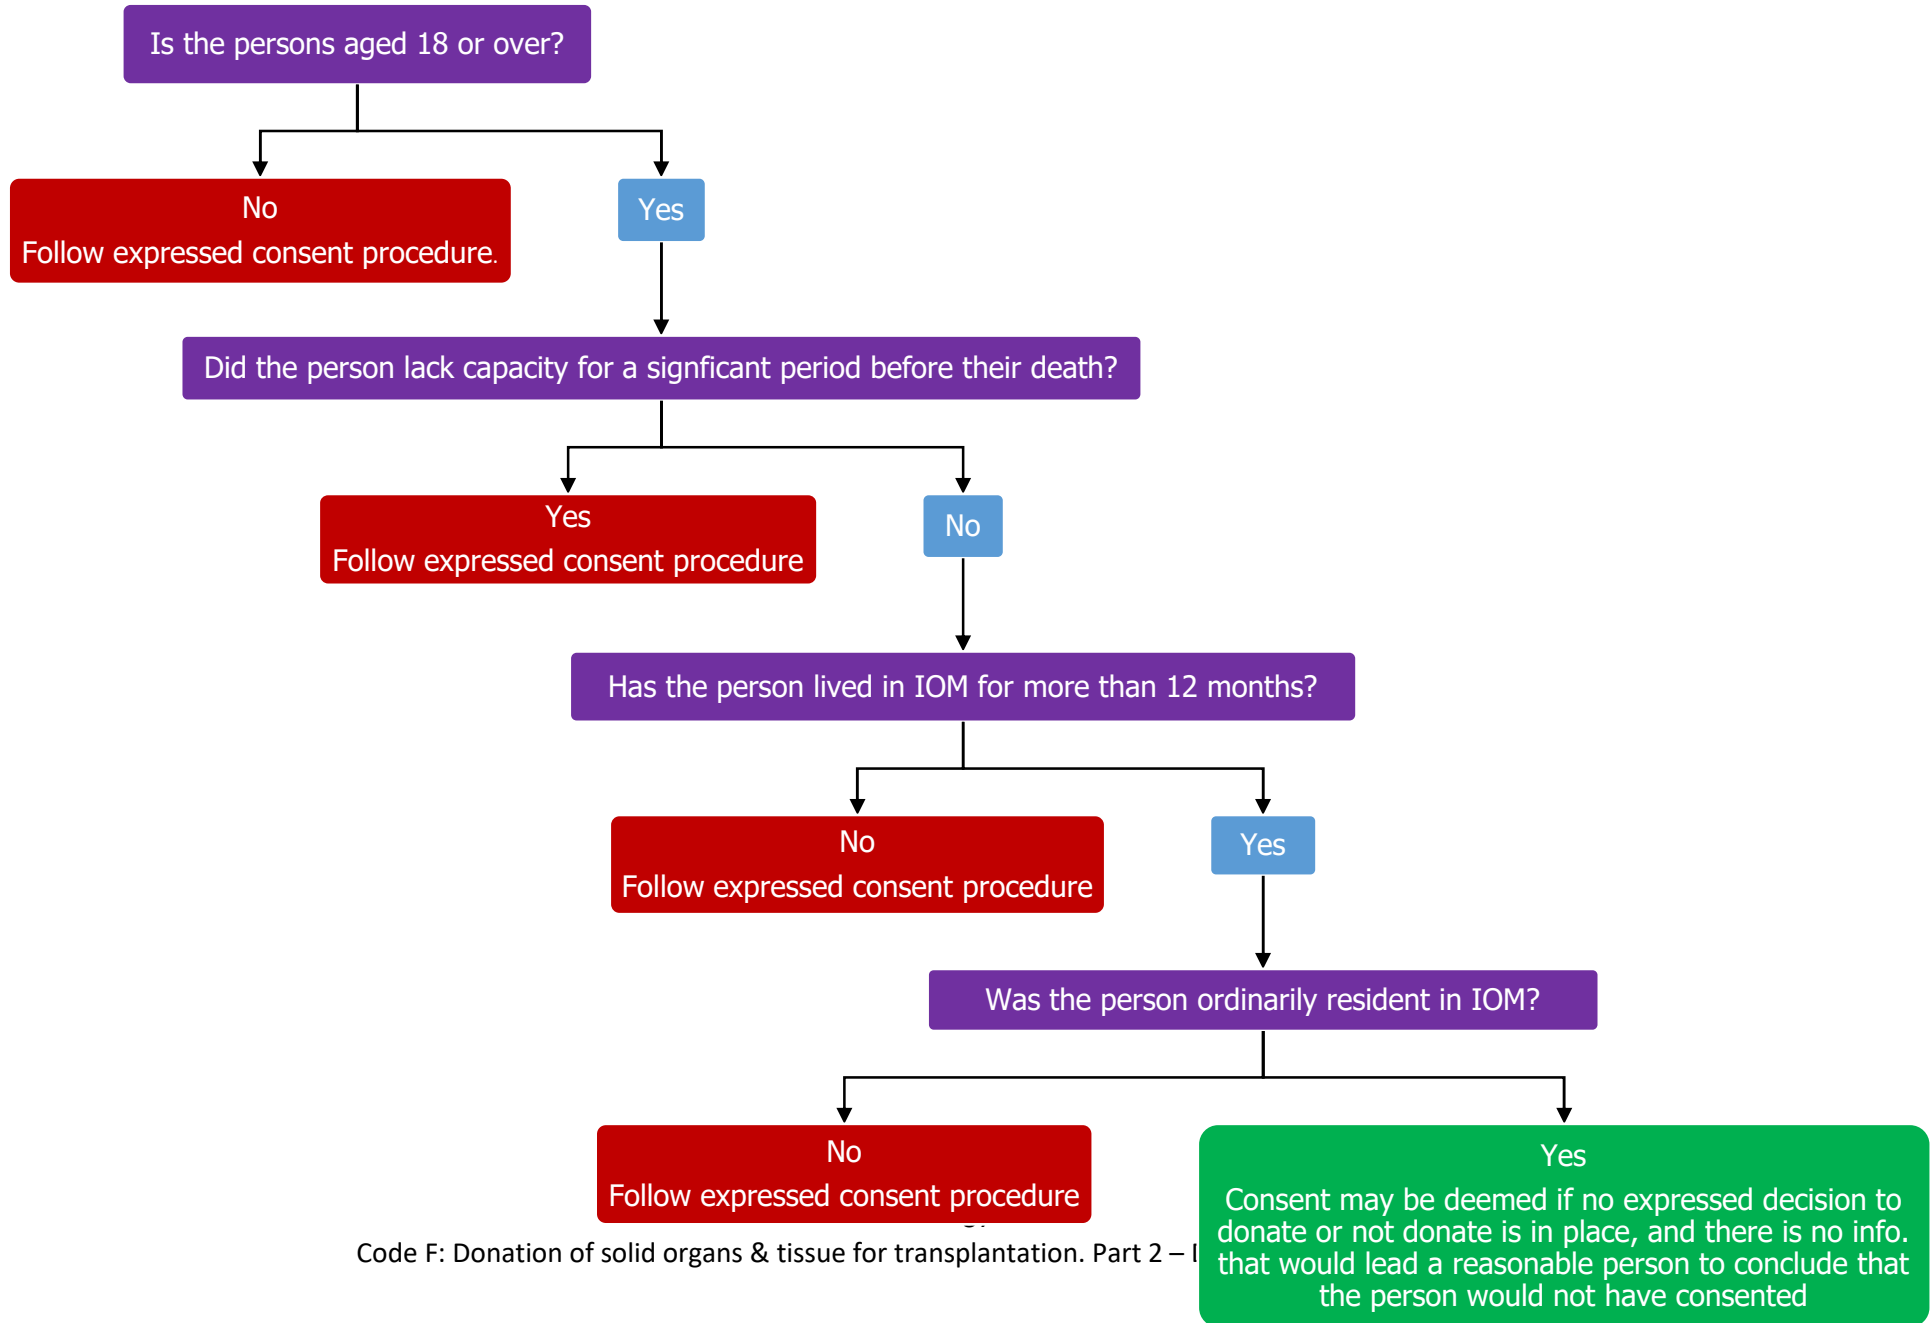 Is the persons aged 18 or over?
No
Follow expressed consent procedure.
Yes
Did the person lack capacity for a signficant period before their death?
Yes
Follow expressed consent procedure
No
Has the person lived in IOM for more than 12 months?
No
Follow expressed consent procedure
Yes
Was the person ordinarily resident in IOM?
No
Follow expressed consent procedure
Yes
Consent may be deemed if no expressed decision to
donate or not donate is in place, and there is no info.
that would lead a reasonable person to conclude that
the person would not have consented
Code F: Donation of solid organs & tissue for transplantation. Part 2 –